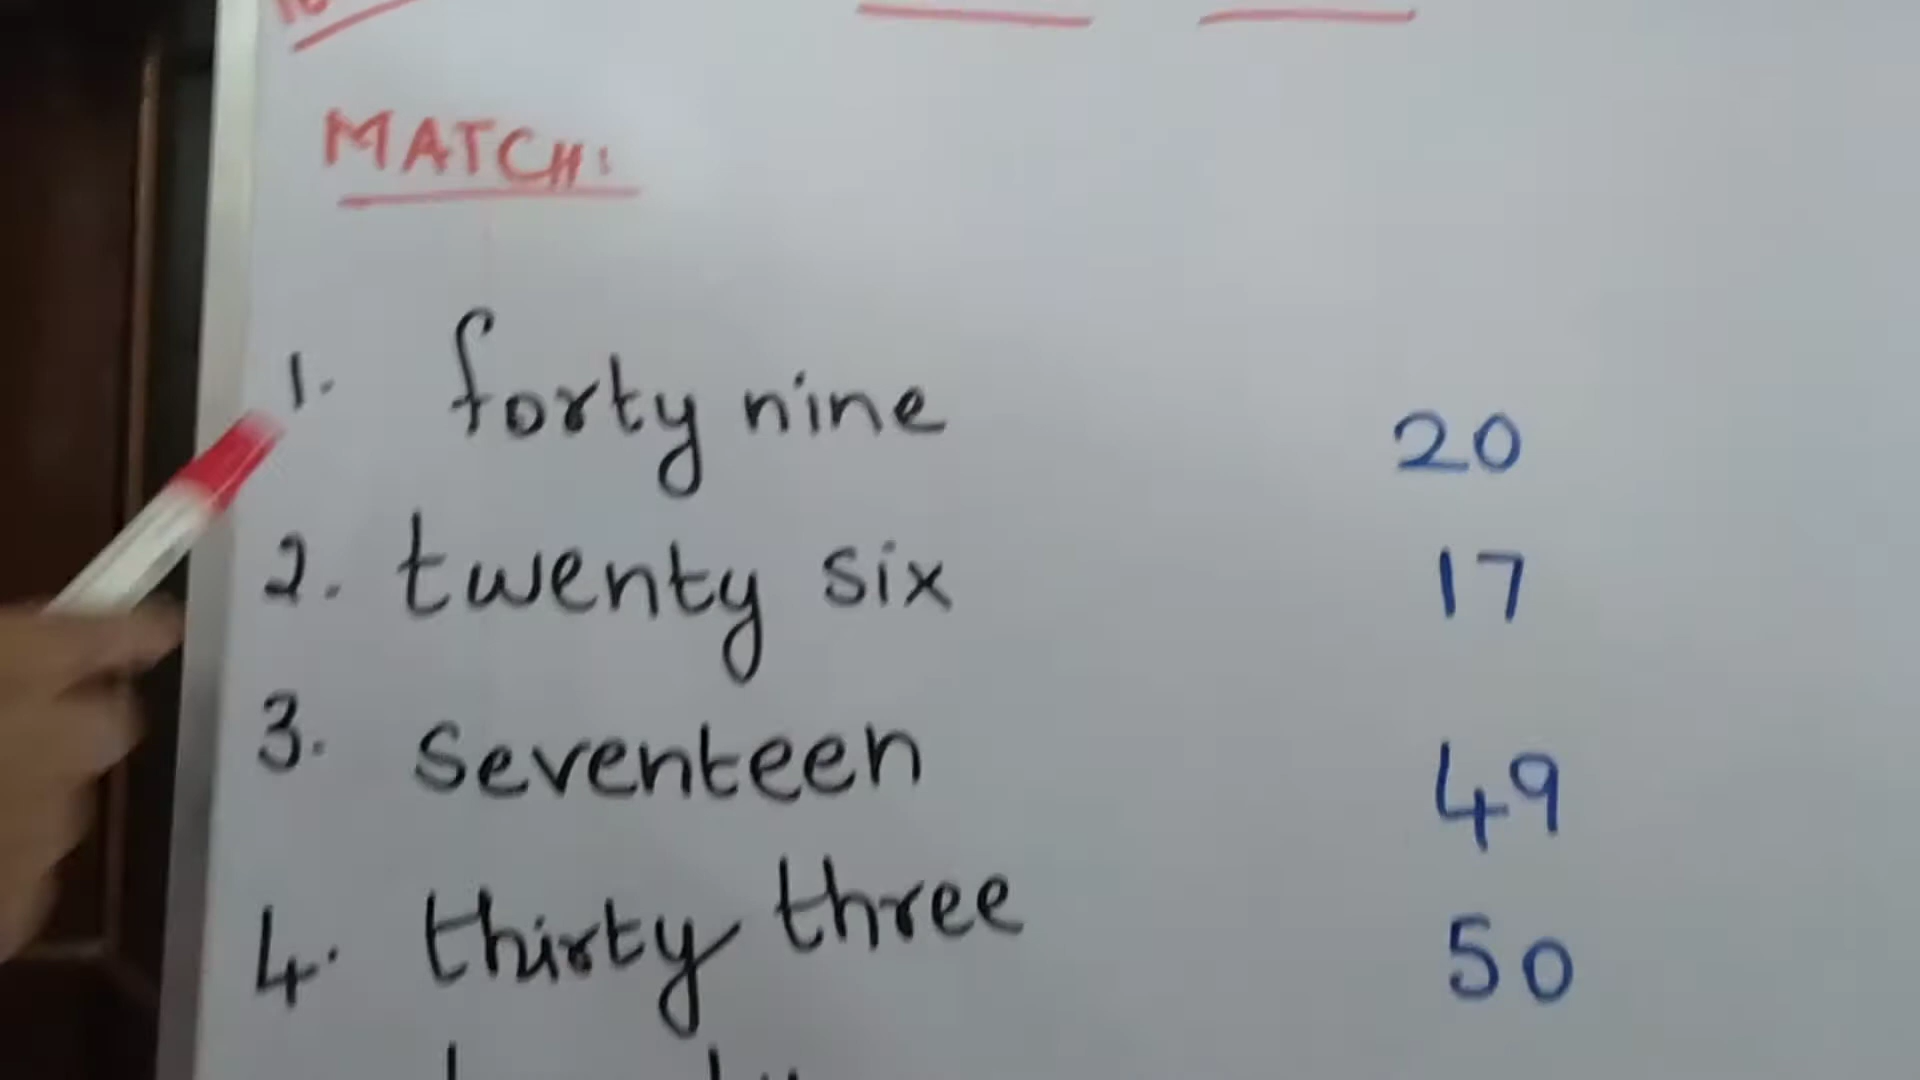 MATCH:
1. forty nine 20
2. twenty six 17
3. seventeen 49
4. thirty three 50